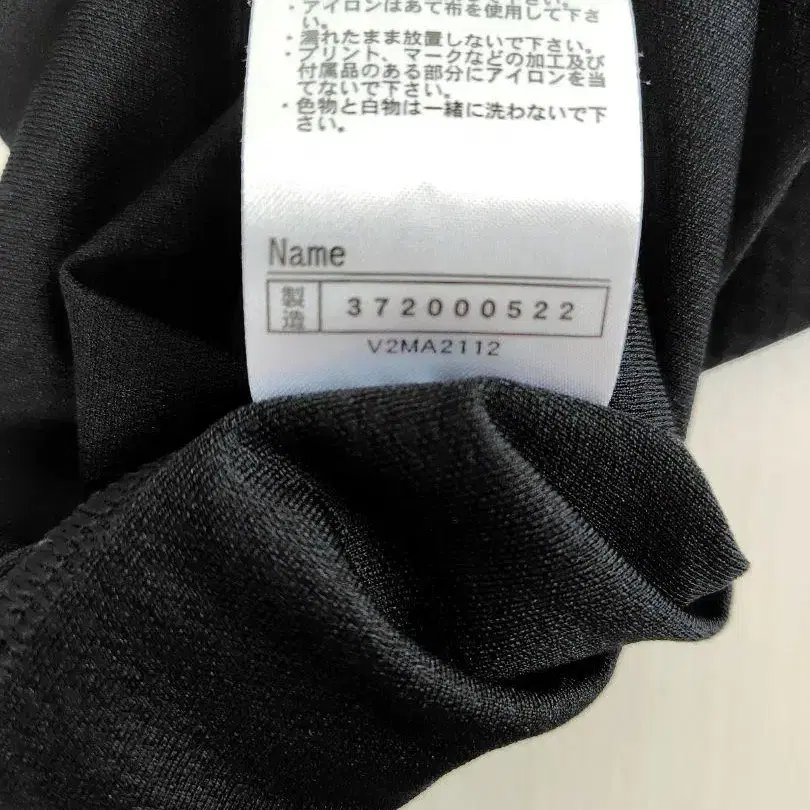 ・アイロンはあて布を使用して下さ
い。
・濡れたまま放置しないで下さい。
・プリント、マークなどの加工及び
付属品のある部分にアイロンを当
てないで下さい。
・色物と白物は一緒に洗わないで下
さい。
Name
製造 372000522
V2MA2112